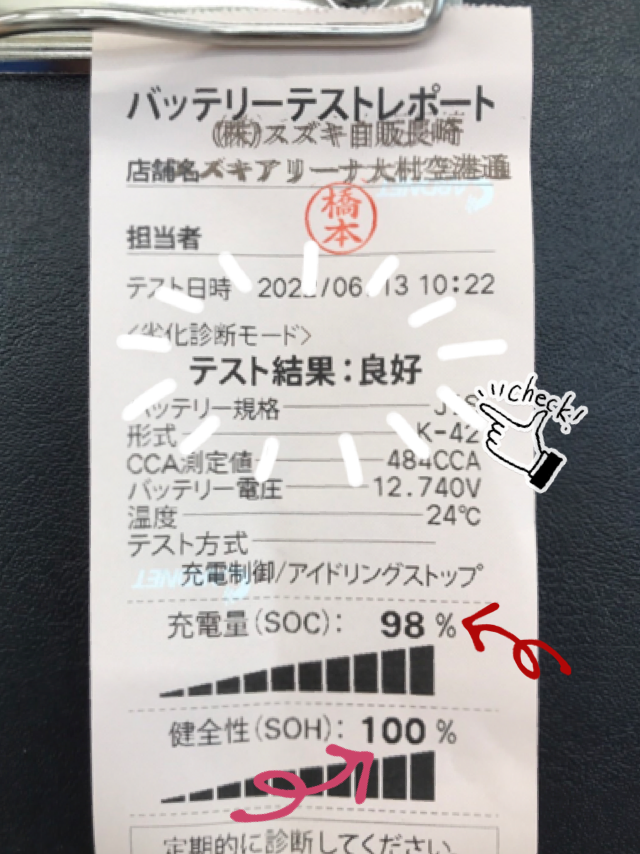 バッテリーテストレポート
(株)スズキ自販長崎
店舗名 スズキアリーナ大村空港通
橋本
担当者
テスト日時 2022/06/13 10:22
<劣化診断モード>
テスト結果:良好
バッテリー規格 JIS
形式 K-42
check!
CCA測定値 484CCA
バッテリー電圧 12.740V
温度 24℃
テスト方式
充電制御/アイドリングストップ
充電量(SOC): 98 %
健全性(SOH): 100 %
定期的に診断してください